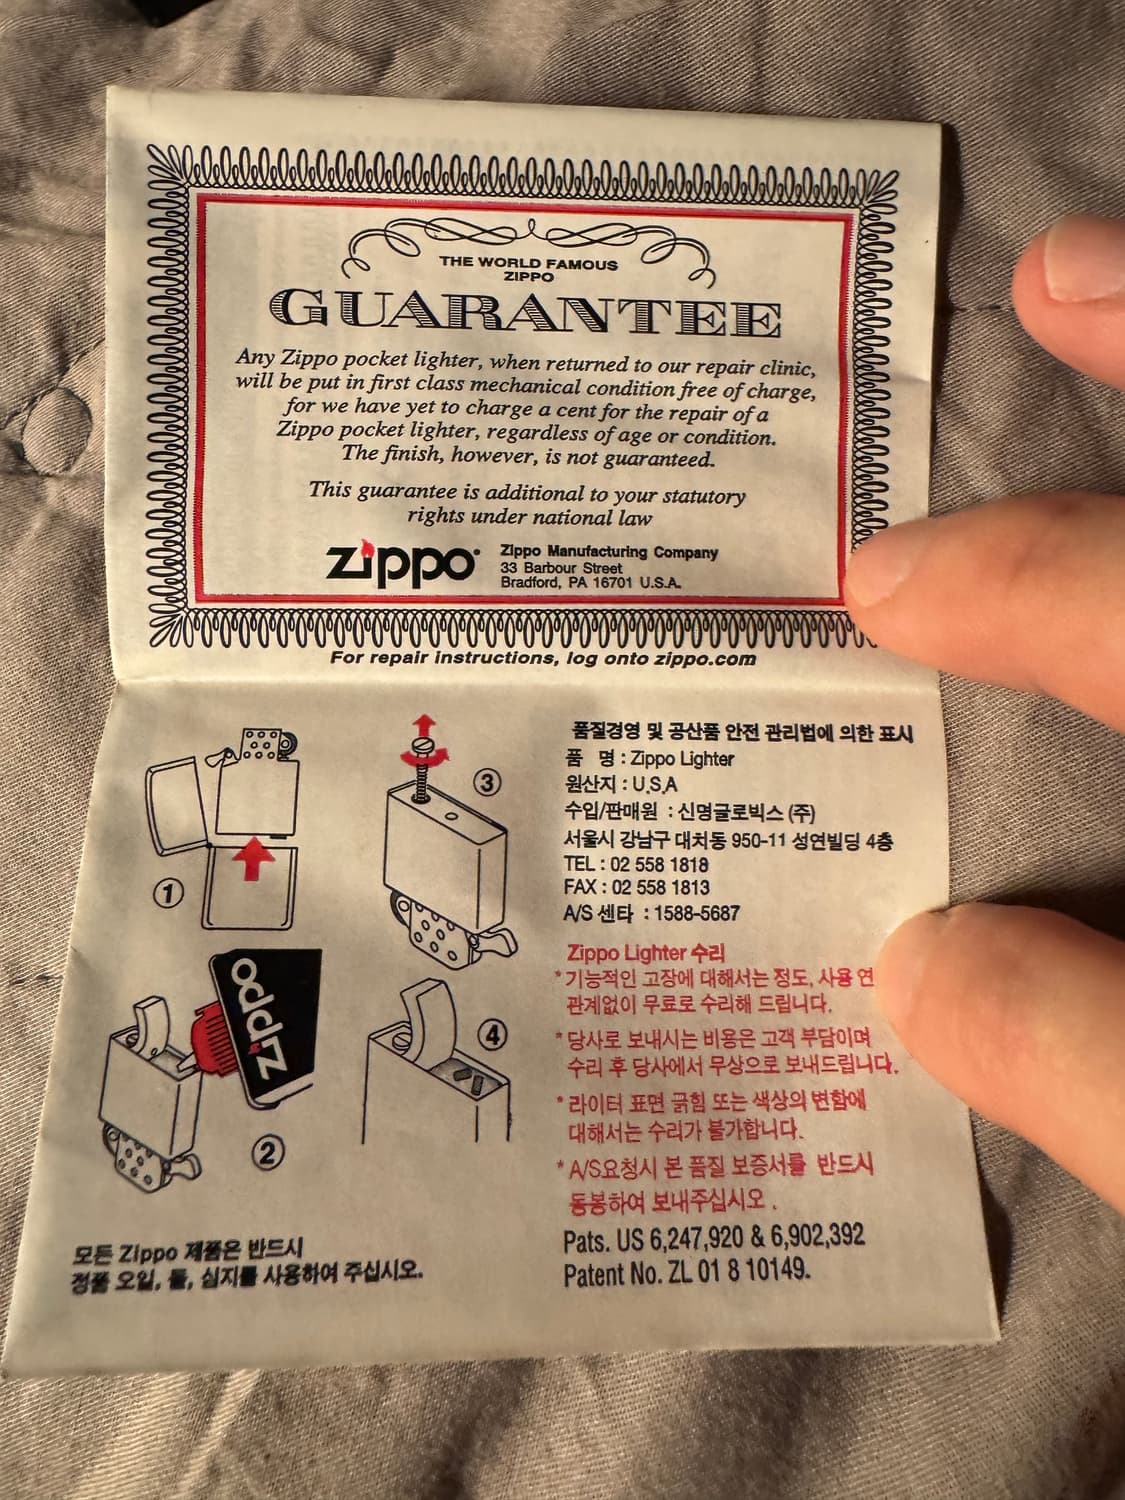 THE WORLD FAMOUS
ZIPPO
GUARANTEE
Any Zippo pocket lighter, when returned to our repair clinic,
will be put in first class mechanical condition free of charge,
for we have yet to charge a cent for the repair of a
Zippo pocket lighter, regardless of age or condition.
The finish, however, is not guaranteed.
This guarantee is additional to your statutory
rights under national law
zippo
Zippo Manufacturing Company
33 Barbour Street
Bradford, PA 16701 U.S.A.
For repair instructions, log onto zippo.com
①
③
zippo
②
④
모든 Zippo 제품은 반드시
정품 오일, 돌, 심지를 사용하여 주십시오.
품질경영 및 공산품 안전 관리법에 의한 표시
품 명 : Zippo Lighter
원산지 : U.S.A
수입/판매원 : 신명글로빅스 (주)
서울시 강남구 대치동 950-11 성연빌딩 4층
TEL : 02 558 1818
FAX : 02 558 1813
A/S 센타 : 1588-5687
Zippo Lighter 수리
* 기능적인 고장에 대해서는 정도, 사용 연
관계없이 무료로 수리해 드립니다.
* 당사로 보내시는 비용은 고객 부담이며
수리 후 당사에서 무상으로 보내드립니다.
* 라이터 표면 긁힘 또는 색상의 변함에
대해서는 수리가 불가합니다.
* A/S요청시 본 품질 보증서를 반드시
동봉하여 보내주십시오 .
Pats. US 6,247,920 & 6,902,392
Patent No. ZL 01 8 10149.